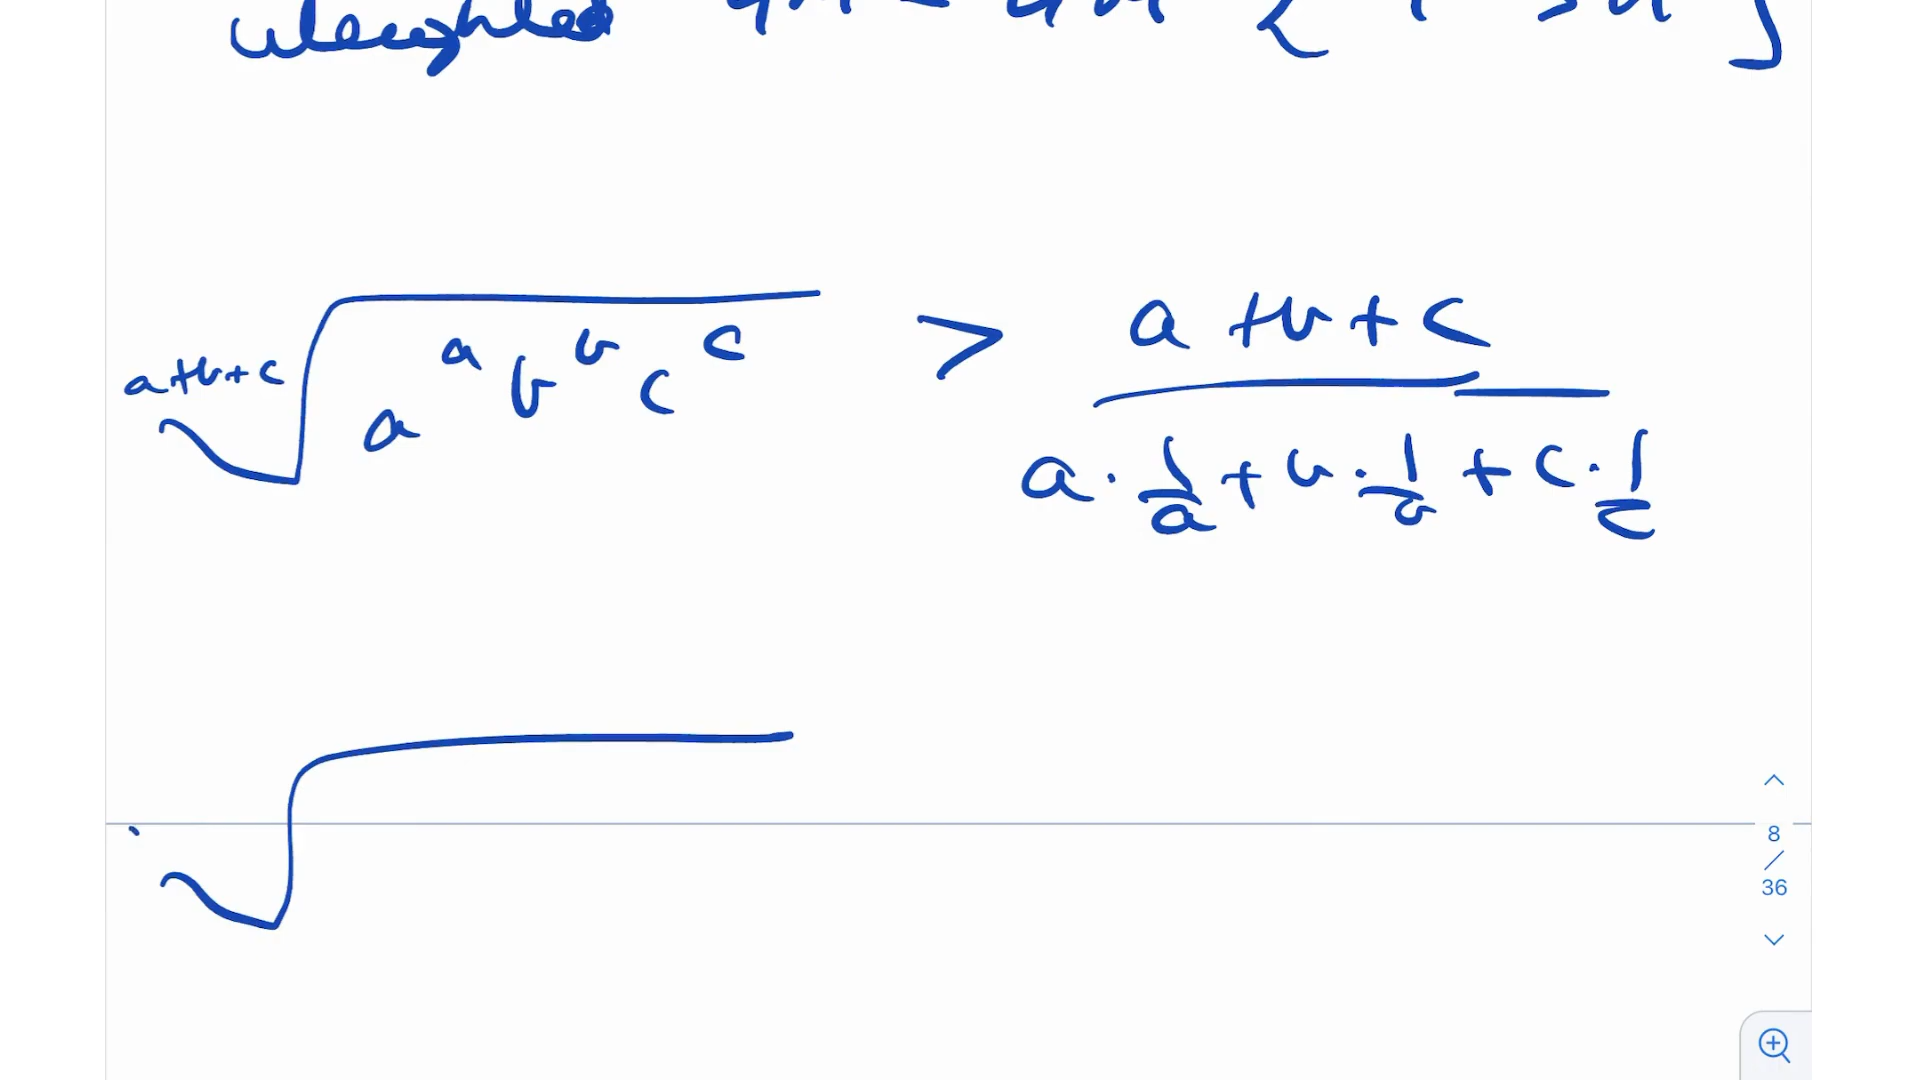 weighted
a+b+c√(a^a b^b c^c) > (a+b+c)/(a·1/a + b·1/b + c·1/c)
√
8
/
36